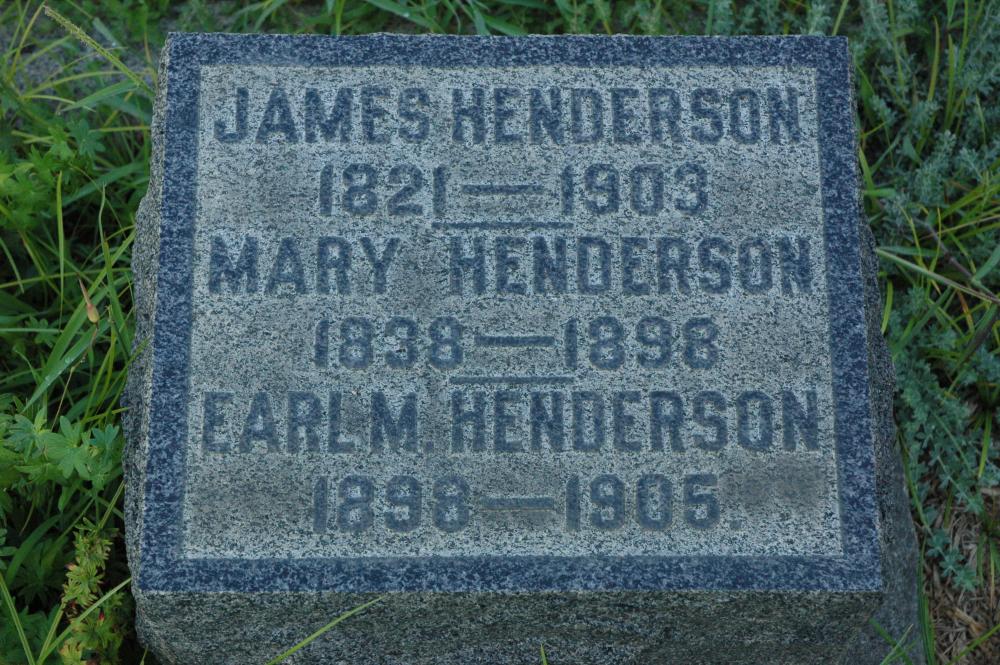 JAMES HENDERSON
1821—1903
MARY HENDERSON
1838—1898
EARL M. HENDERSON
1898—1905.